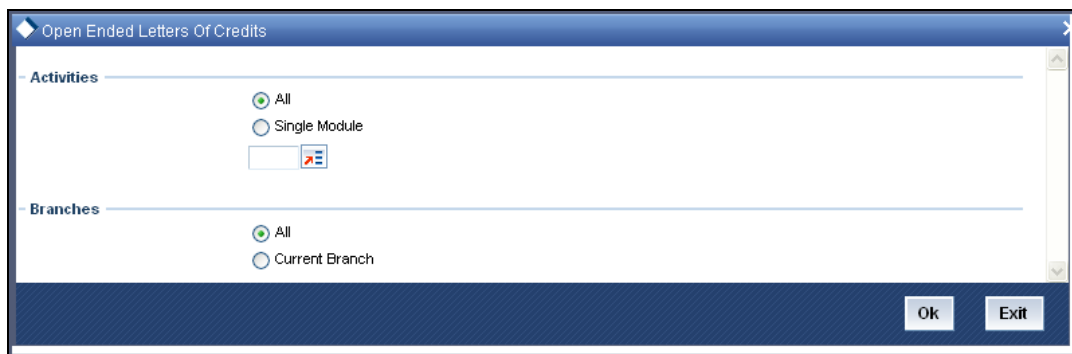 Open Ended Letters Of Credits
Activities
All
Single Module
Branches
All
Current Branch
Ok
Exit